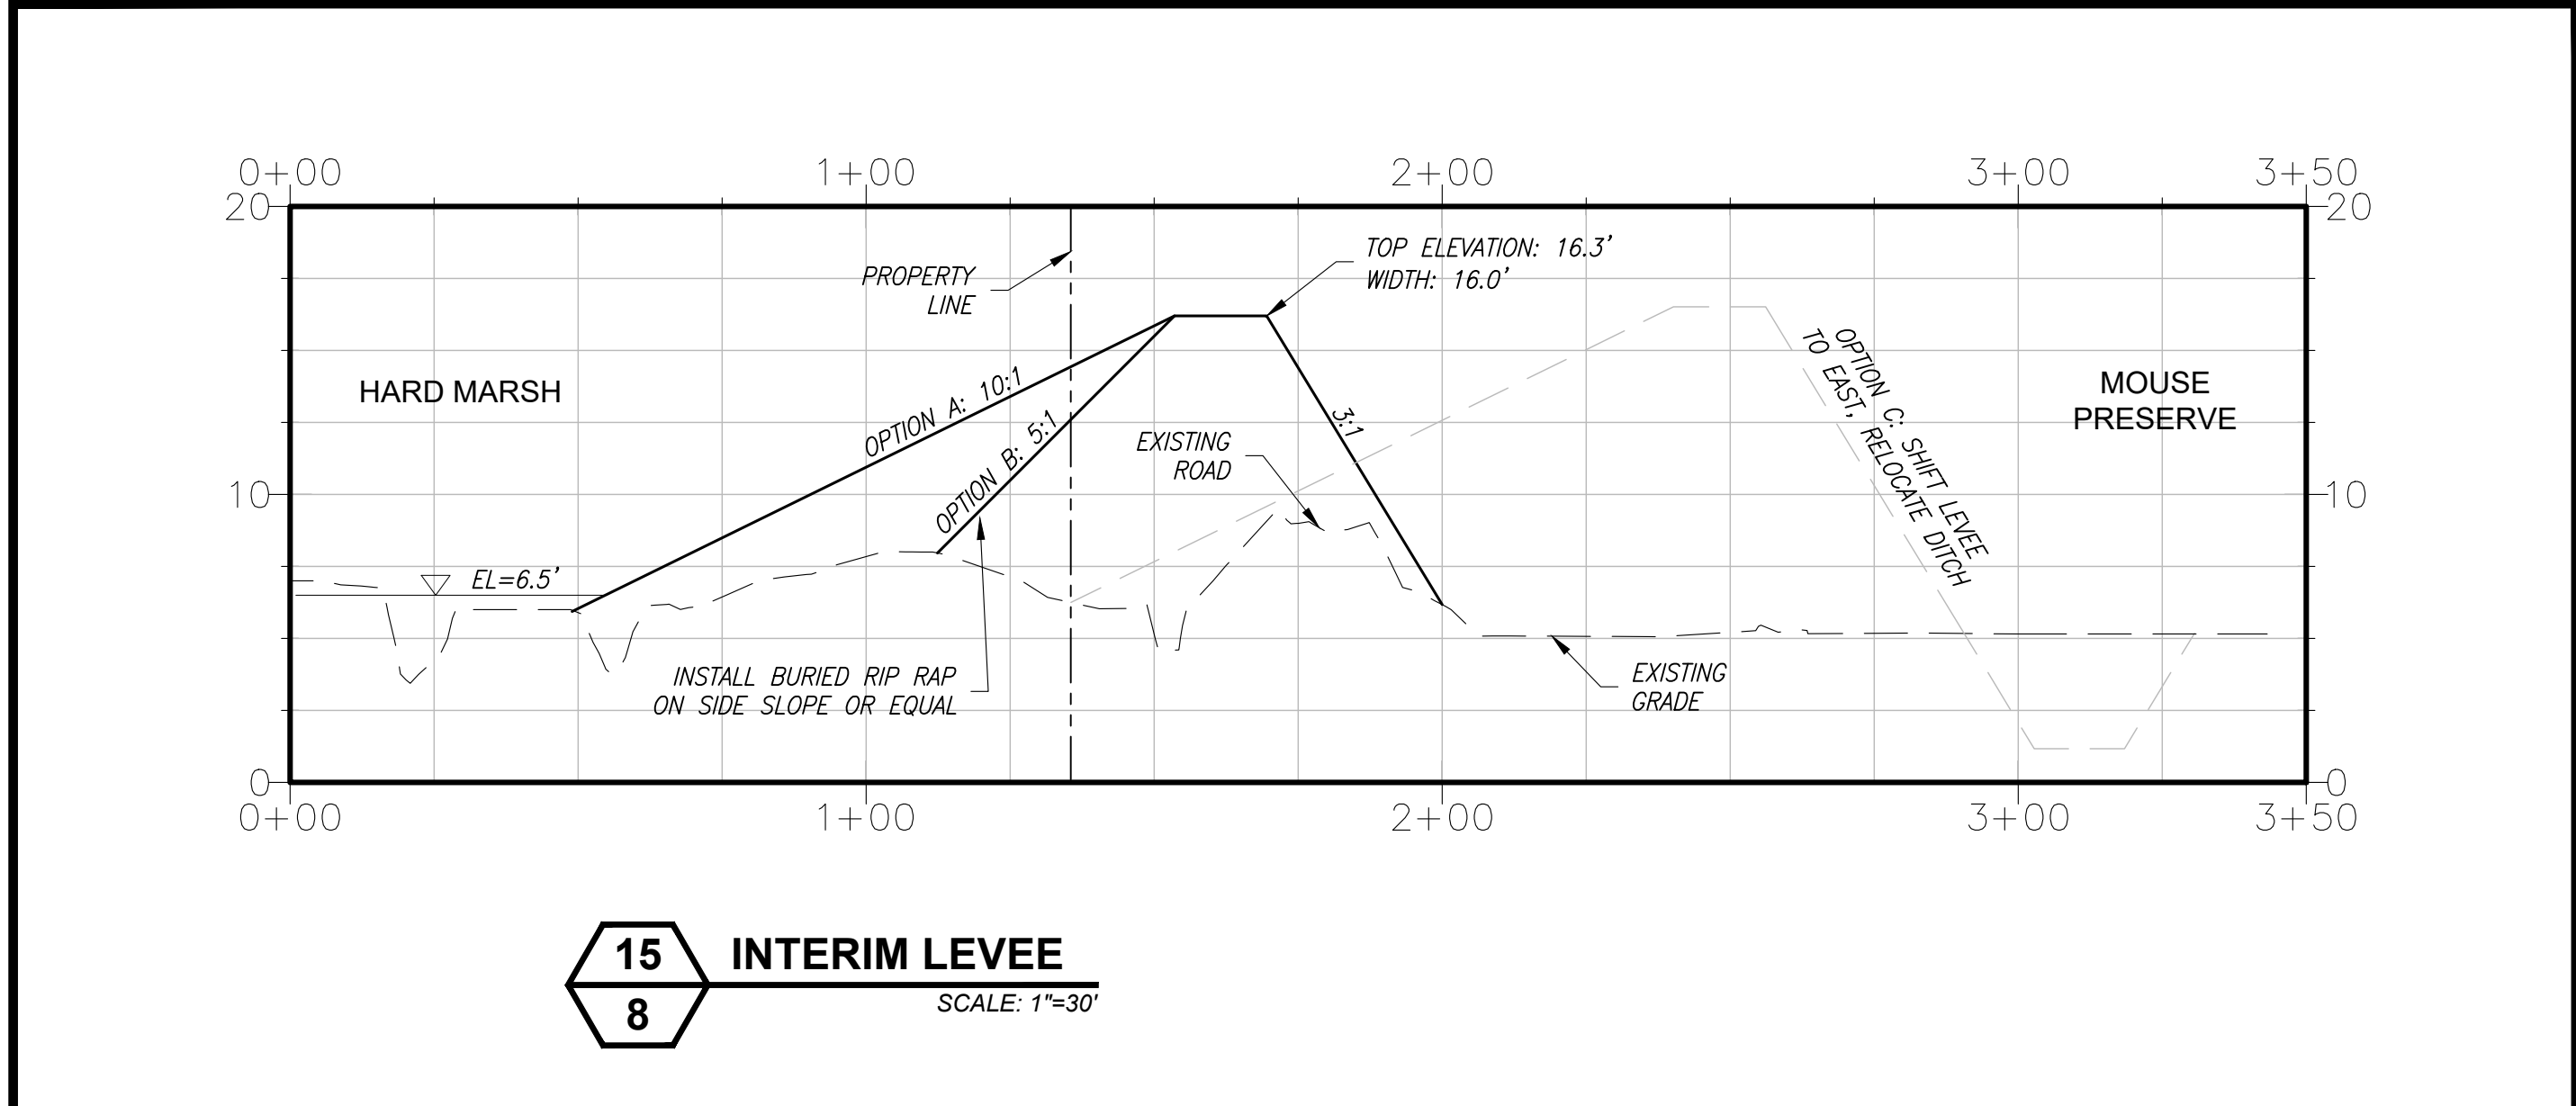 0+00 1+00 2+00 3+00 3+50
20 20
PROPERTY
LINE
TOP ELEVATION: 16.3'
WIDTH: 16.0'
HARD MARSH
OPTION A: 10:1
OPTION B: 5:1
EXISTING
ROAD
3:1
OPTION C: SHIFT LEVEE
TO EAST, RELOCATE DITCH
MOUSE
PRESERVE
10 10
EL=6.5'
INSTALL BURIED RIP RAP
ON SIDE SLOPE OR EQUAL
EXISTING
GRADE
0 0
0+00 1+00 2+00 3+00 3+50
15
8
INTERIM LEVEE
SCALE: 1"=30'